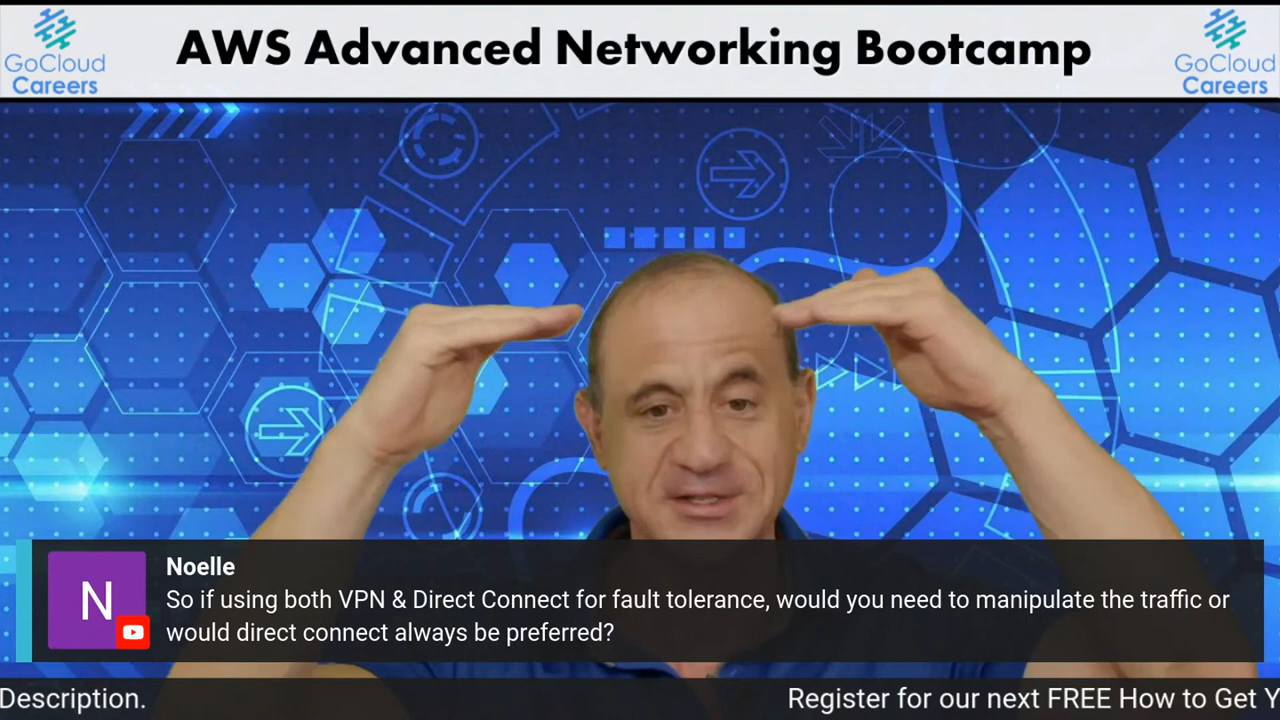 GoCloud
Careers
AWS Advanced Networking Bootcamp
GoCloud
Careers
N
Noelle
So if using both VPN & Direct Connect for fault tolerance, would you need to manipulate the traffic or
would direct connect always be preferred?
Description.
Register for our next FREE How to Get Y